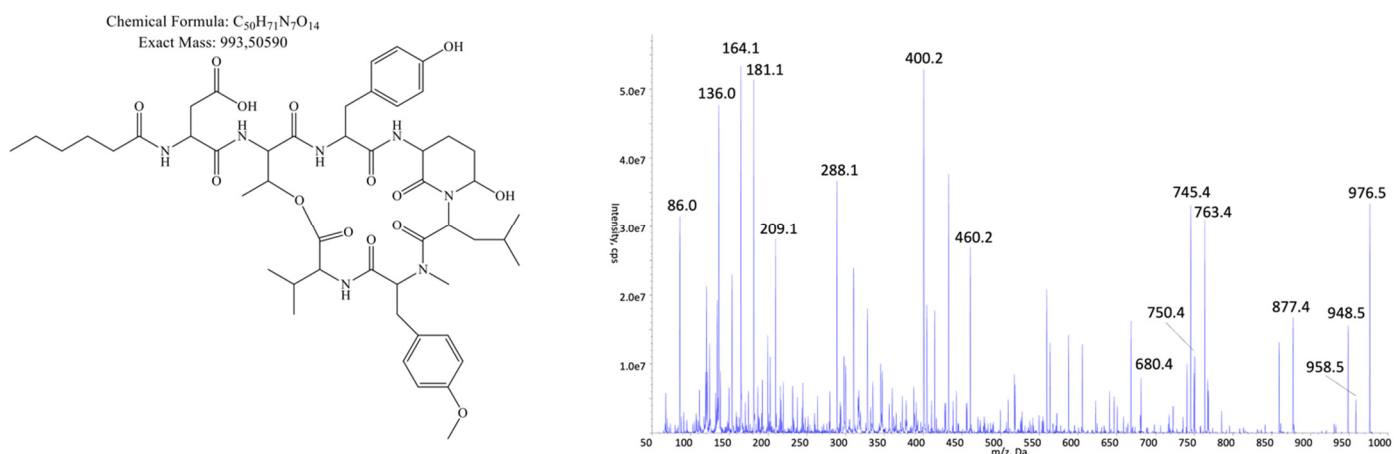 Chemical Formula: C50H71N7O14
Exact Mass: 993,50590
O
OH
O
OH
O
H
N
O
H
N
N
H
O
N
H
O
O
N
OH
O
O
O
O
N
N
H
O
Intensity, cps
5.0e7
4.0e7
3.0e7
2.0e7
1.0e7
86.0
136.0
164.1
181.1
209.1
288.1
400.2
460.2
680.4
745.4
763.4
750.4
877.4
948.5
958.5
976.5
50 100 150 200 250 300 350 400 450 500 550 600 650 700 750 800 850 900 950 1000
m/z, Da